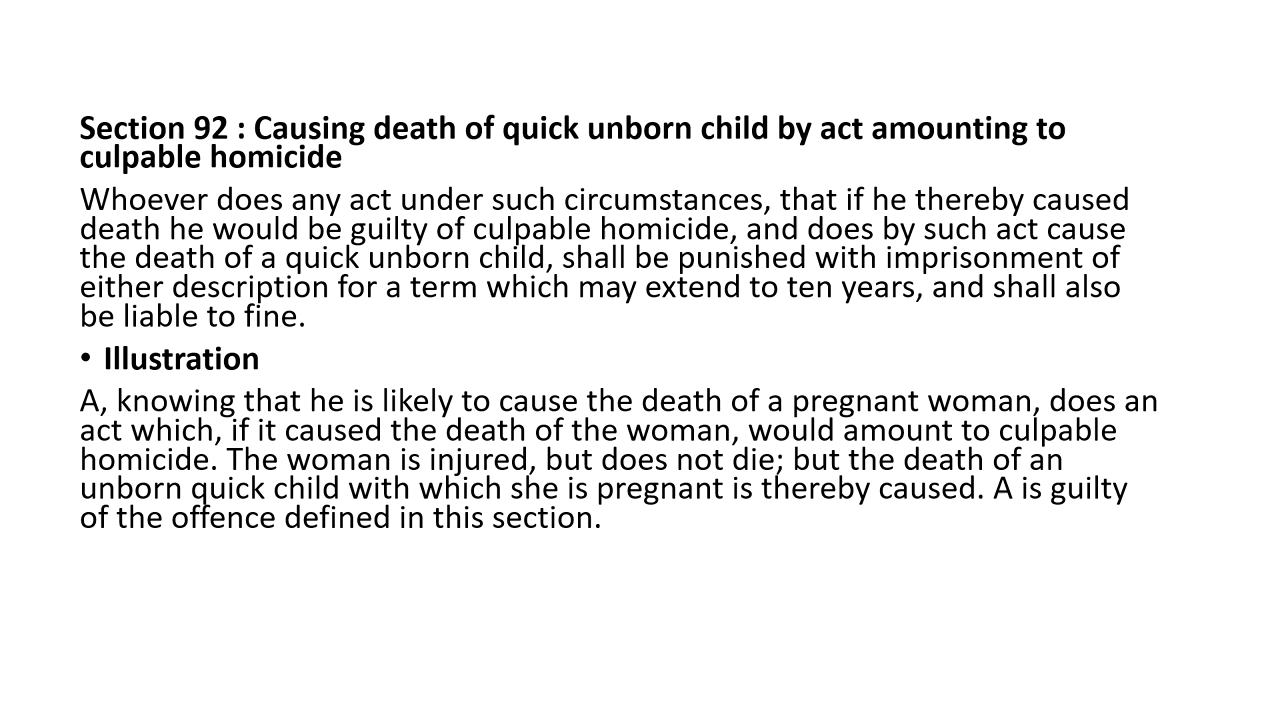 Section 92 : Causing death of quick unborn child by act amounting to
culpable homicide
Whoever does any act under such circumstances, that if he thereby caused
death he would be guilty of culpable homicide, and does by such act cause
the death of a quick unborn child, shall be punished with imprisonment of
either description for a term which may extend to ten years, and shall also
be liable to fine.
• Illustration
A, knowing that he is likely to cause the death of a pregnant woman, does an
act which, if it caused the death of the woman, would amount to culpable
homicide. The woman is injured, but does not die; but the death of an
unborn quick child with which she is pregnant is thereby caused. A is guilty
of the offence defined in this section.